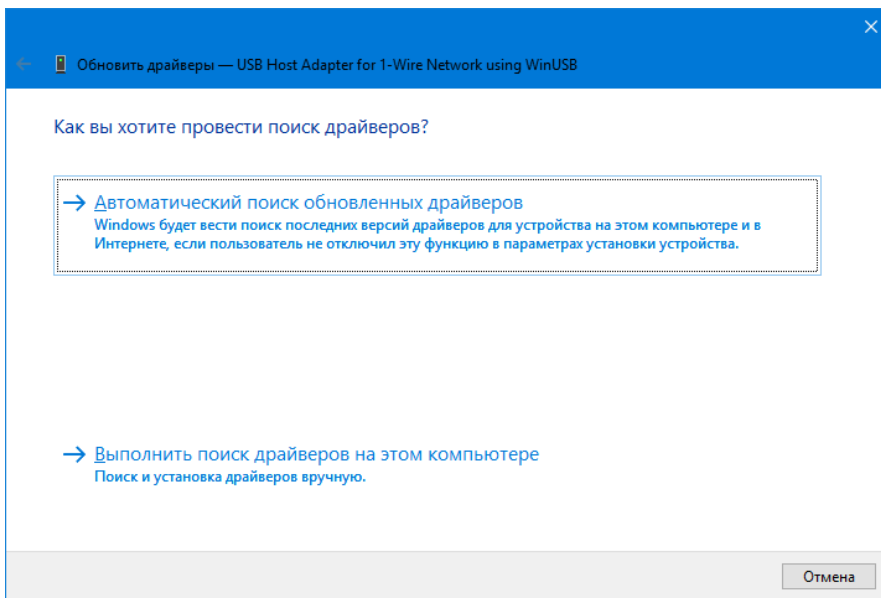 Обновить драйверы — USB Host Adapter for 1-Wire Network using WinUSB
Как вы хотите провести поиск драйверов?
Автоматический поиск обновленных драйверов
Windows будет вести поиск последних версий драйверов для устройства на этом компьютере и в
Интернете, если пользователь не отключил эту функцию в параметрах установки устройства.
Выполнить поиск драйверов на этом компьютере
Поиск и установка драйверов вручную.
Отмена